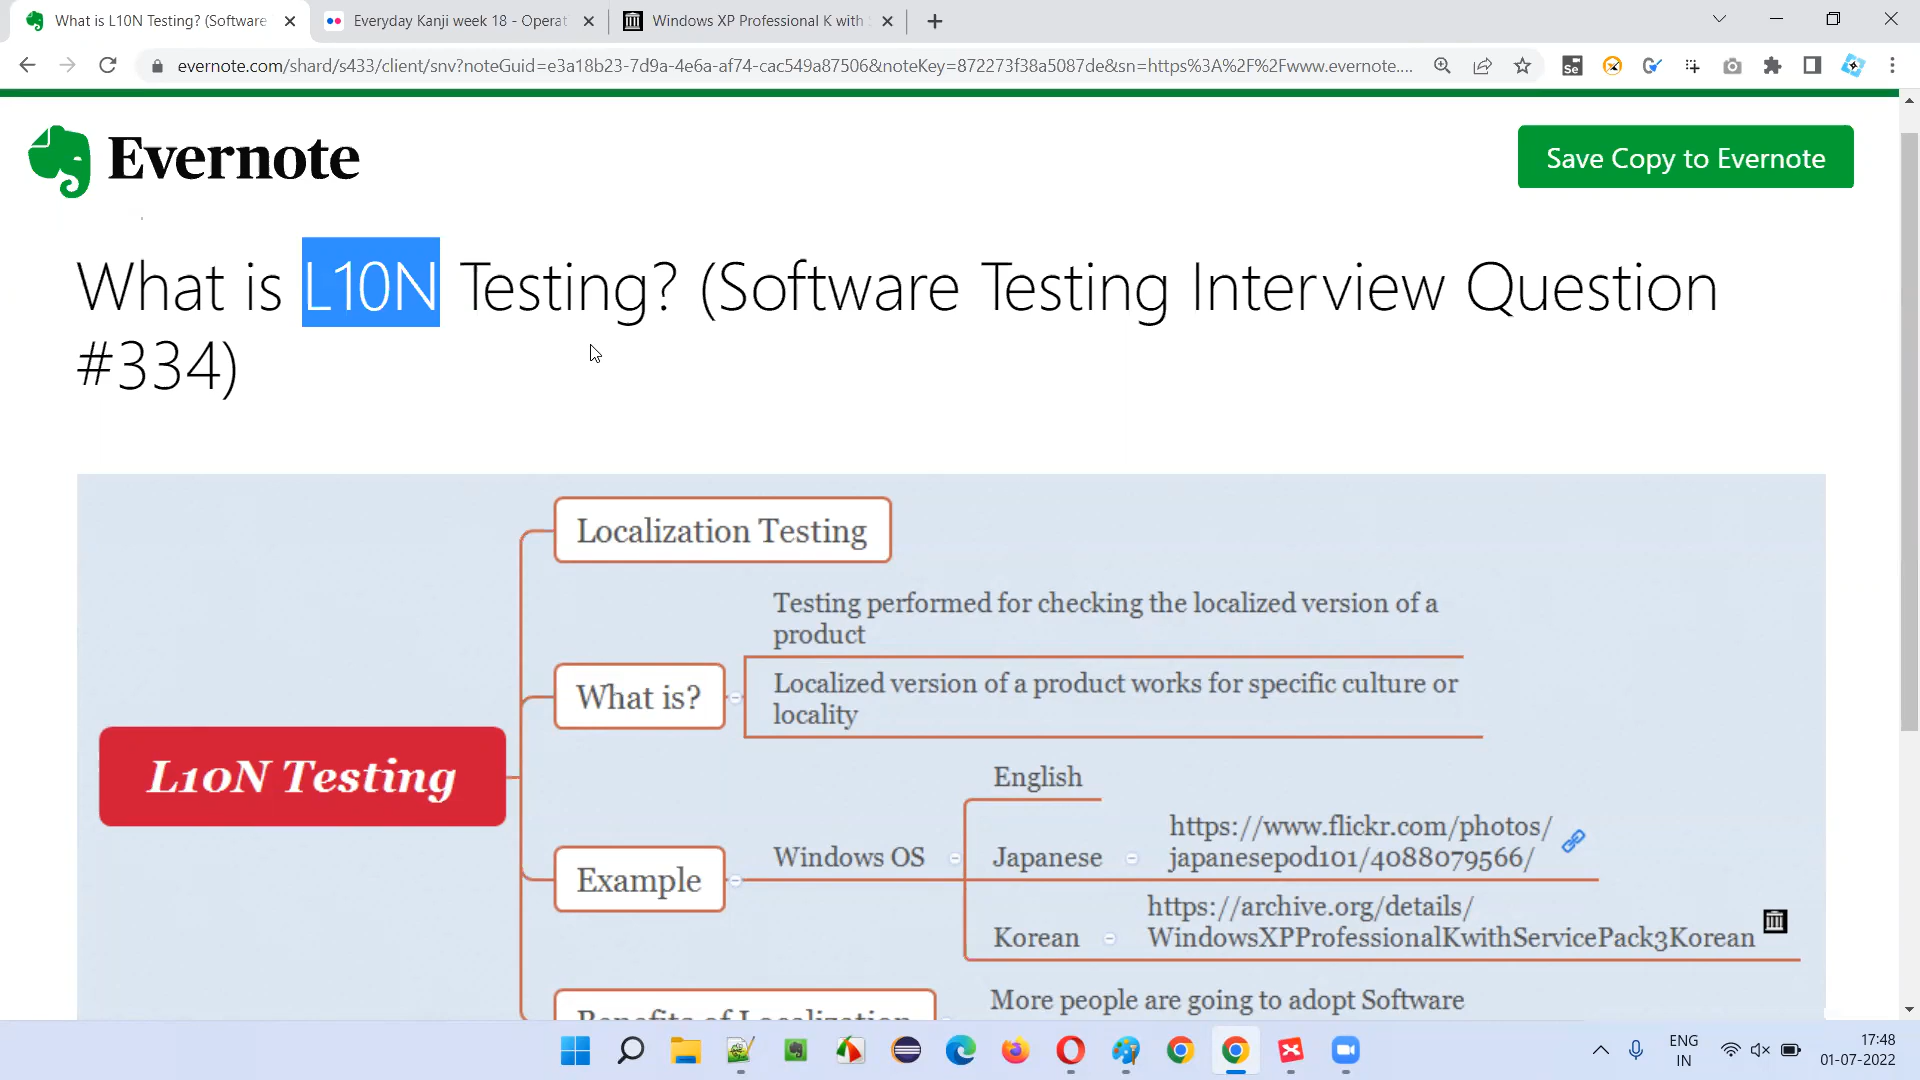 What is L10N Testing? (Software
Everyday Kanji week 18 - Operat
Windows XP Professional K with
evernote.com/shard/s433/client/snv?noteGuid=e3a18b23-7d9a-4e6a-af74-cac549a87506&noteKey=872273f38a5087de&sn=https%3A%2F%2Fwww.evernote....
Evernote
Save Copy to Evernote
What is L10N Testing? (Software Testing Interview Question
#334)
Localization Testing
Testing performed for checking the localized version of a
product
What is?
Localized version of a product works for specific culture or
locality
L10N Testing
English
Example
Windows OS
Japanese
https://www.flickr.com/photos/
japanesepod101/4088079566/
Korean
https://archive.org/details/
WindowsXPProfessionalKwithServicePack3Korean
Benefits of Localization
More people are going to adopt Software
ENG
IN
17:48
01-07-2022